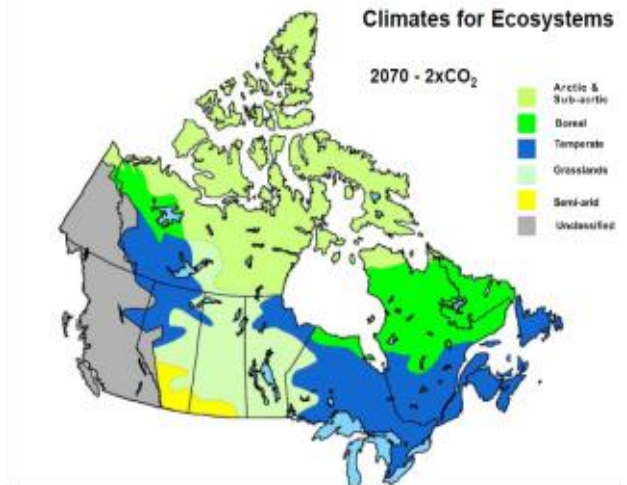 Climates for Ecosystems
2070 - 2xCO₂
Arctic &
Sub-arctic
Boreal
Temperate
Grasslands
Semi-arid
Unclassified